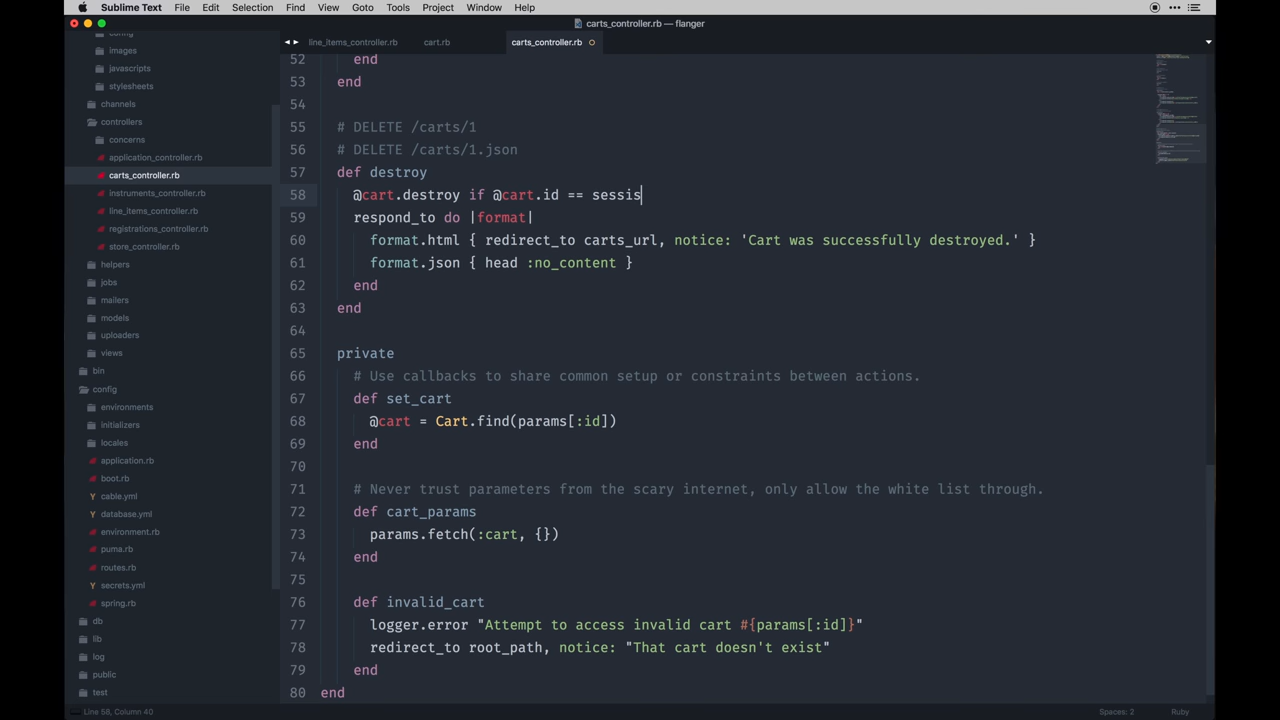 Sublime Text File Edit Selection Find View Goto Tools Project Window Help
carts_controller.rb — flanger
line_items_controller.rb cart.rb carts_controller.rb
config
images
javascripts
stylesheets
channels
controllers
concerns
application_controller.rb
carts_controller.rb
instruments_controller.rb
line_items_controller.rb
registrations_controller.rb
store_controller.rb
helpers
jobs
mailers
models
uploaders
views
bin
config
environments
initializers
locales
application.rb
boot.rb
cable.yml
database.yml
environment.rb
puma.rb
routes.rb
secrets.yml
spring.rb
db
lib
log
public
test
52 end
53 end
54
55 # DELETE /carts/1
56 # DELETE /carts/1.json
57 def destroy
58 @cart.destroy if @cart.id == sessis
59 respond_to do |format|
60 format.html { redirect_to carts_url, notice: 'Cart was successfully destroyed.' }
61 format.json { head :no_content }
62 end
63 end
64
65 private
66 # Use callbacks to share common setup or constraints between actions.
67 def set_cart
68 @cart = Cart.find(params[:id])
69 end
70
71 # Never trust parameters from the scary internet, only allow the white list through.
72 def cart_params
73 params.fetch(:cart, {})
74 end
75
76 def invalid_cart
77 logger.error "Attempt to access invalid cart #{params[:id]}"
78 redirect_to root_path, notice: "That cart doesn't exist"
79 end
80 end
Line 58, Column 40 Spaces: 2 Ruby